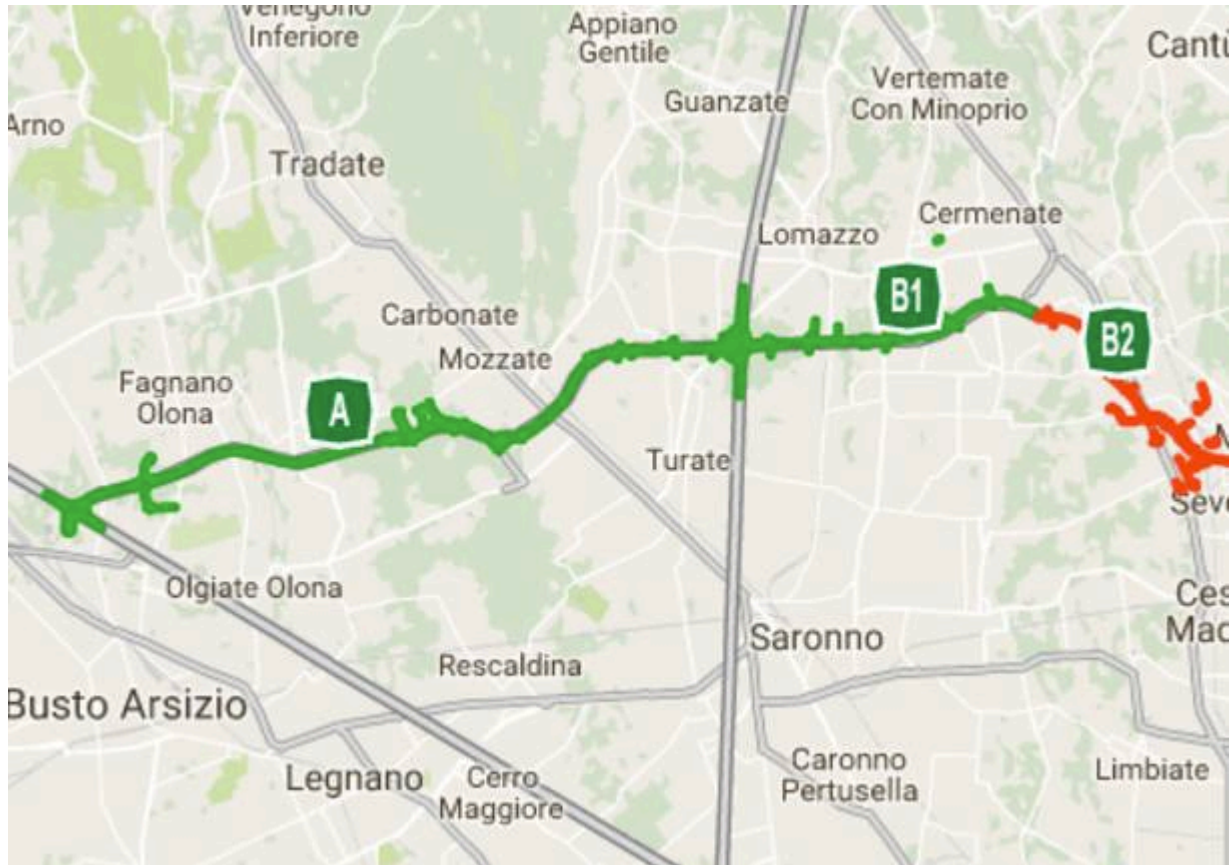 Venegono
Inferiore
Appiano
Gentile
Cantù
Vertemate
Con Minoprio
Guanzate
Arno
Tradate
Cermenate
Lomazzo
B1
Carbonate
B2
Mozzate
Fagnano
Olona
A
Turate
Olgiate Olona
Saronno
Rescaldina
Busto Arsizio
Caronno
Pertusella
Limbiate
Legnano
Cerro
Maggiore